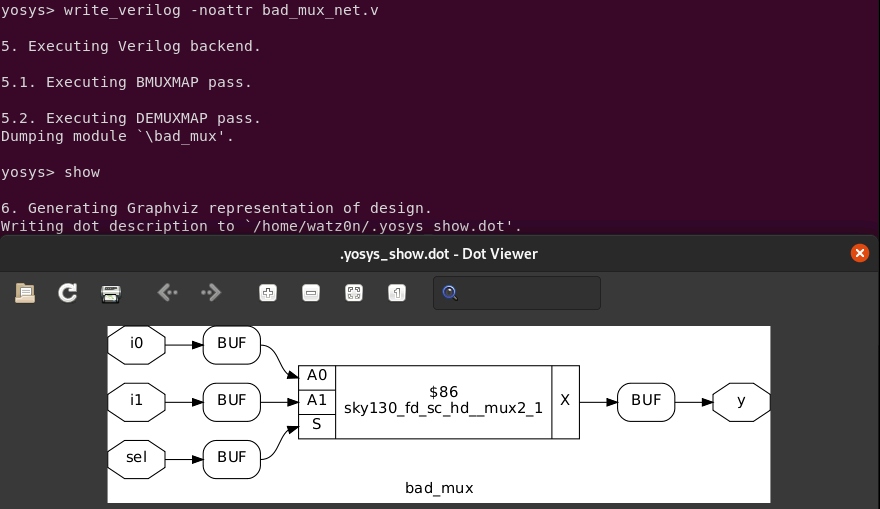 yosys> write_verilog -noattr bad_mux_net.v
5. Executing Verilog backend.
5.1. Executing BMUXMAP pass.
5.2. Executing DEMUXMAP pass.
Dumping module `\bad_mux'.
yosys> show
6. Generating Graphviz representation of design.
Writing dot description to `/home/watz0n/.yosys_show.dot'.
.yosys_show.dot - Dot Viewer
i0
BUF
A0
i1
BUF
A1
$86
sky130_fd_sc_hd__mux2_1
X
BUF
y
S
sel
BUF
bad_mux